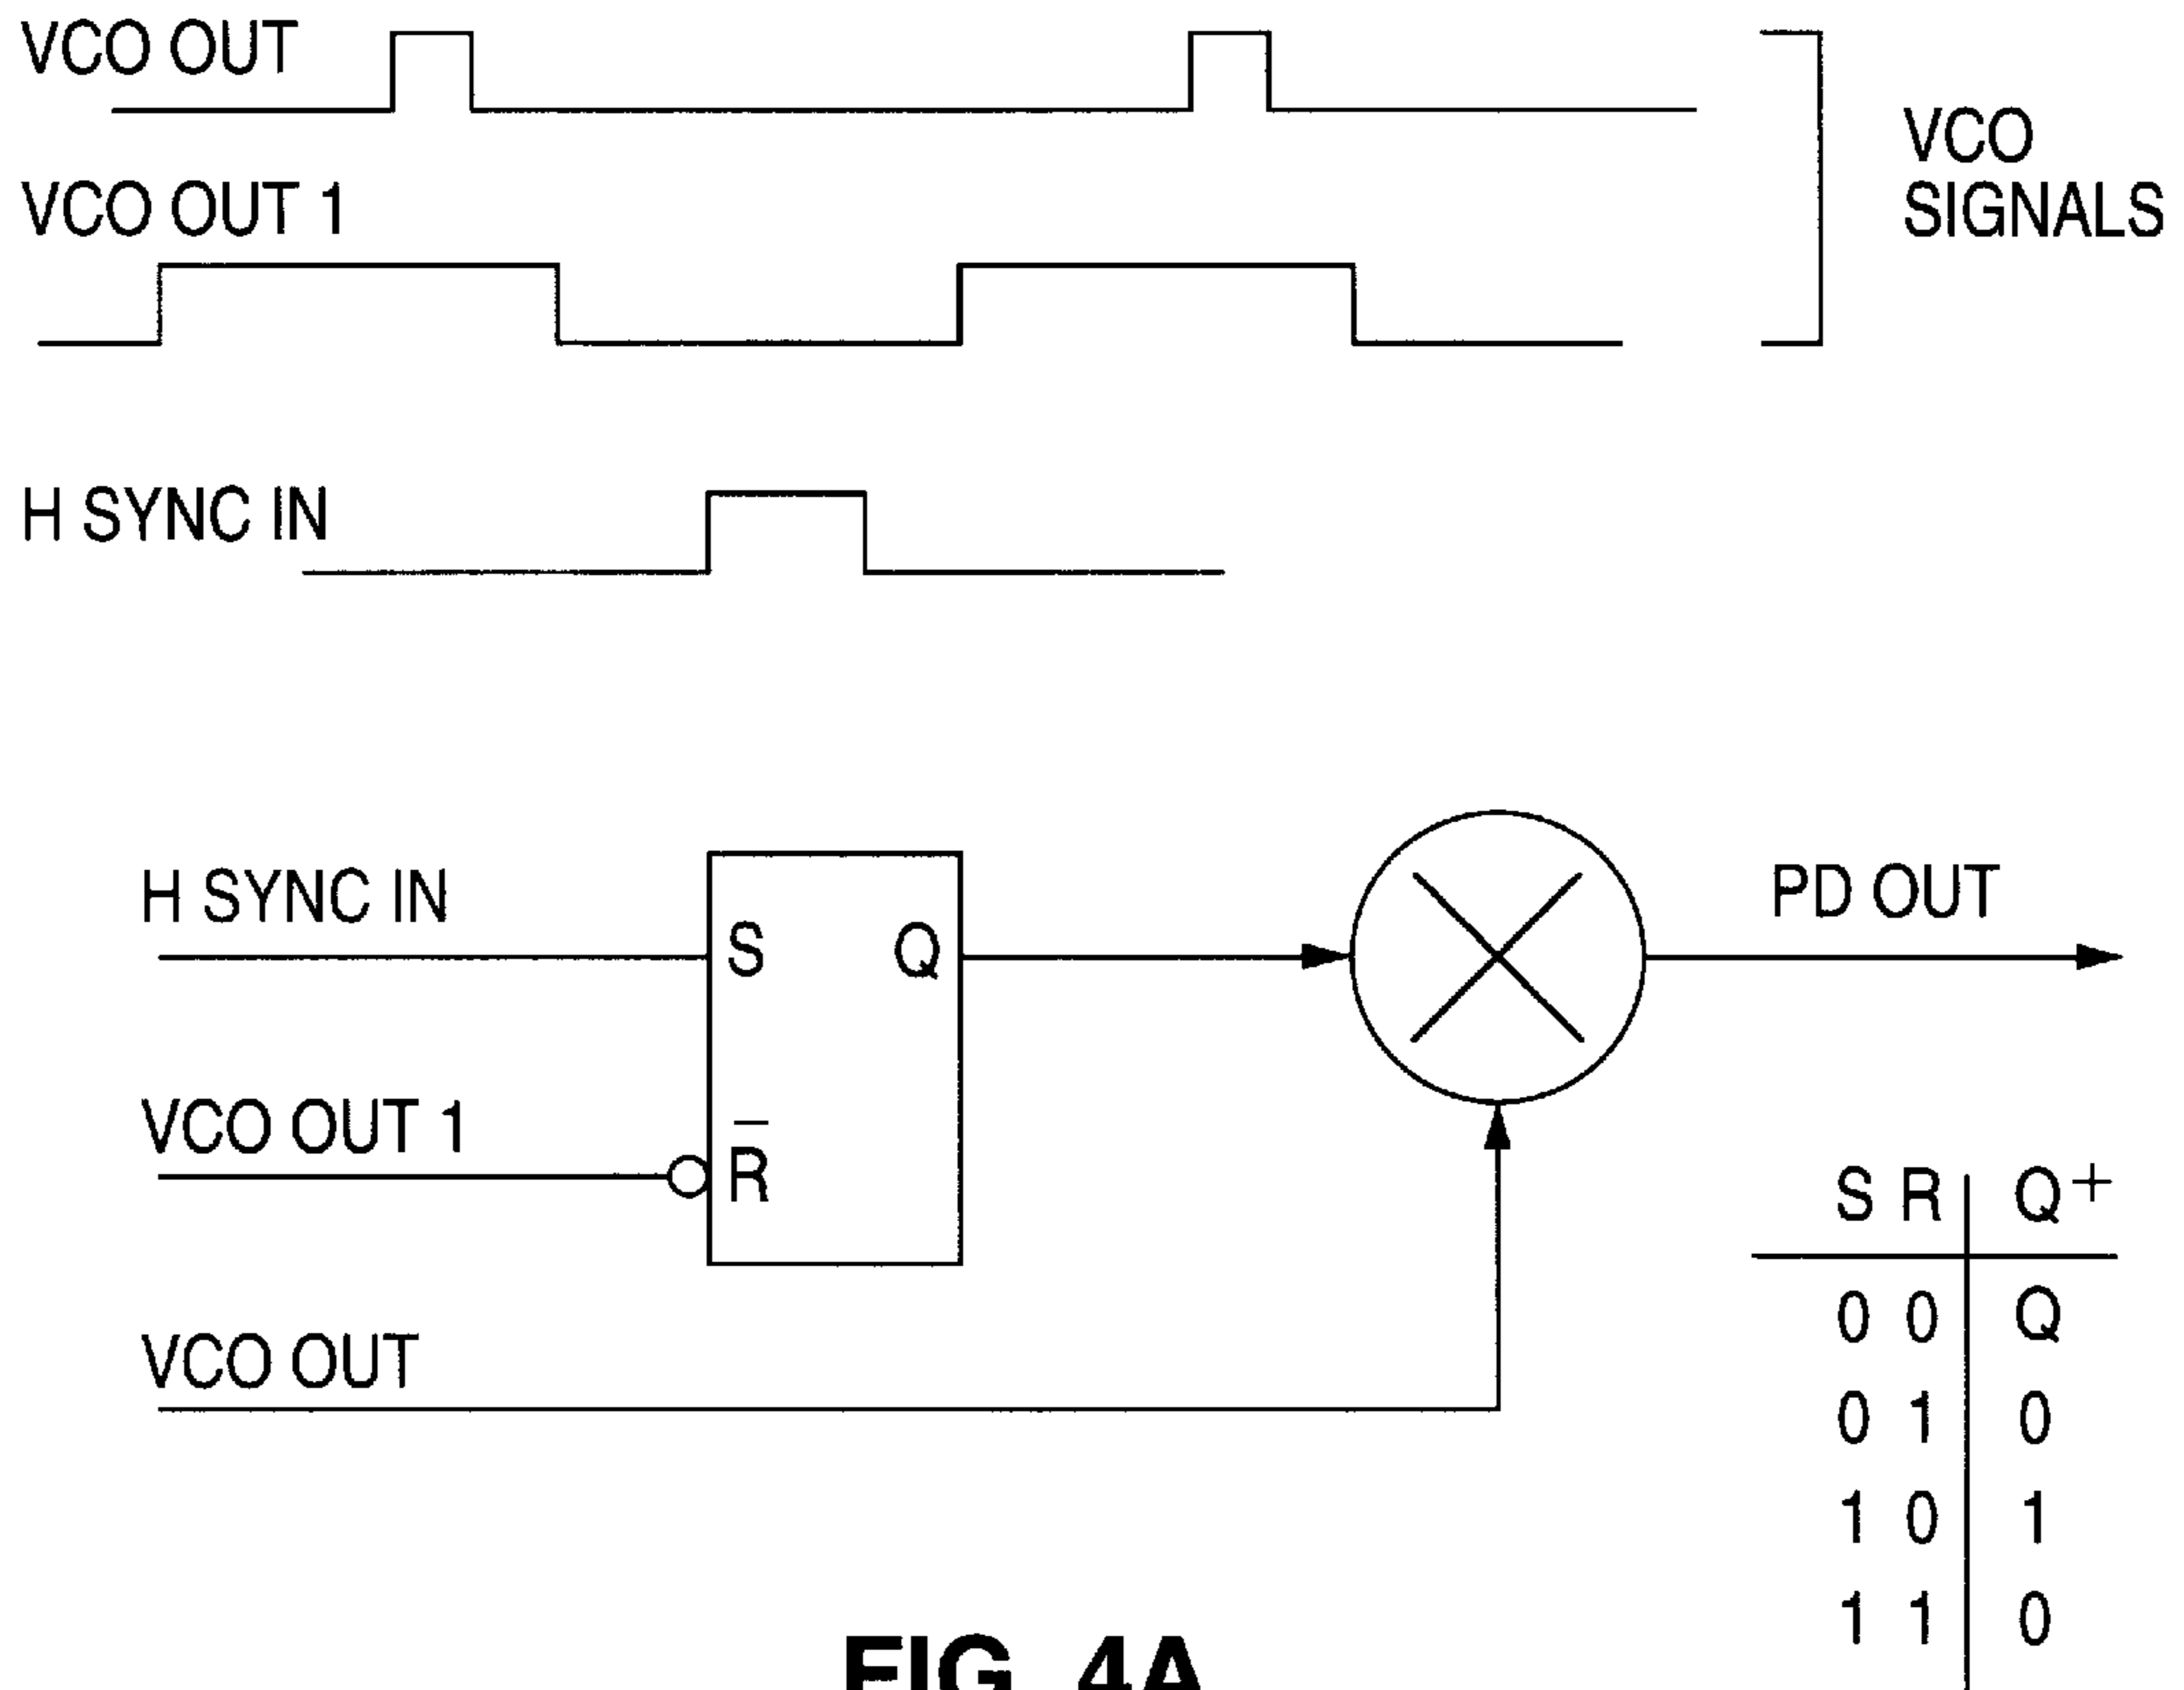 VCO OUT
VCO
SIGNALS
VCO OUT 1
H SYNC IN
H SYNC IN
S Q
PD OUT
VCO OUT 1
R̅
VCO OUT
S R Q+
0 0 Q
0 1 0
1 0 1
1 1 0
FIG. 4A